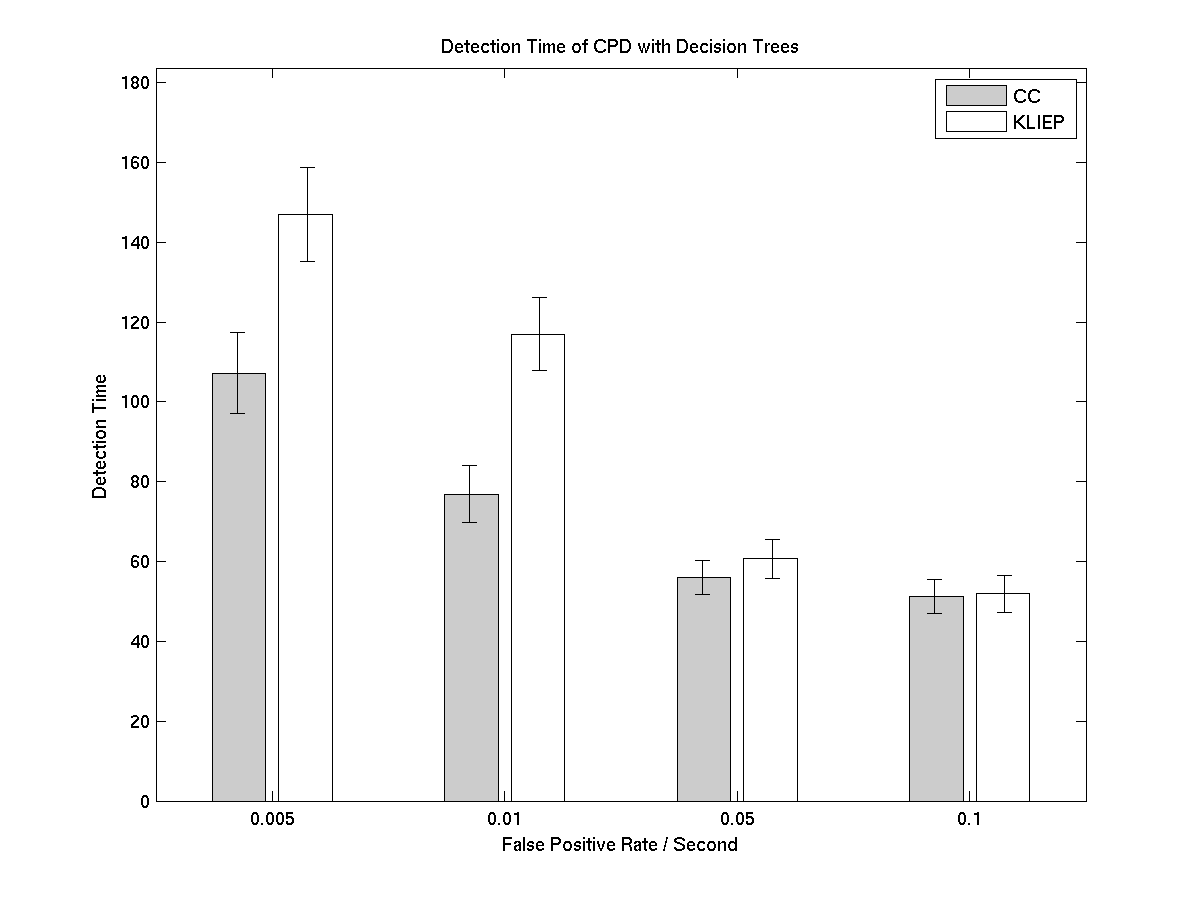 Detection Time of CPD with Decision Trees
CC
KLIEP
180
160
140
120
100
80
60
40
20
0
Detection Time
0.005
0.01
0.05
0.1
False Positive Rate / Second